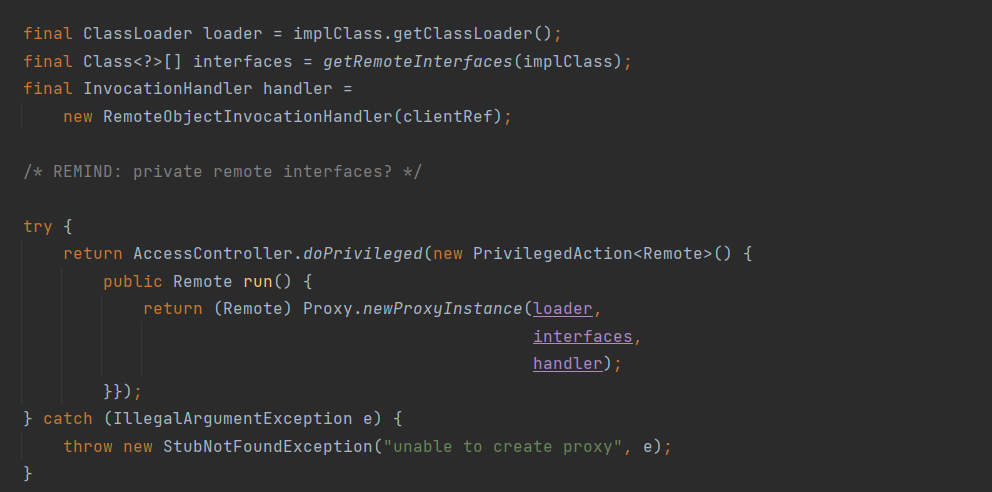 final ClassLoader loader = implClass.getClassLoader();
final Class<?>[] interfaces = getRemoteInterfaces(implClass);
final InvocationHandler handler =
    new RemoteObjectInvocationHandler(clientRef);

/* REMIND: private remote interfaces? */

try {
    return AccessController.doPrivileged(new PrivilegedAction<Remote>() {
        public Remote run() {
            return (Remote) Proxy.newProxyInstance(loader,
                                                   interfaces,
                                                   handler);
        }});
} catch (IllegalArgumentException e) {
    throw new StubNotFoundException("unable to create proxy", e);
}